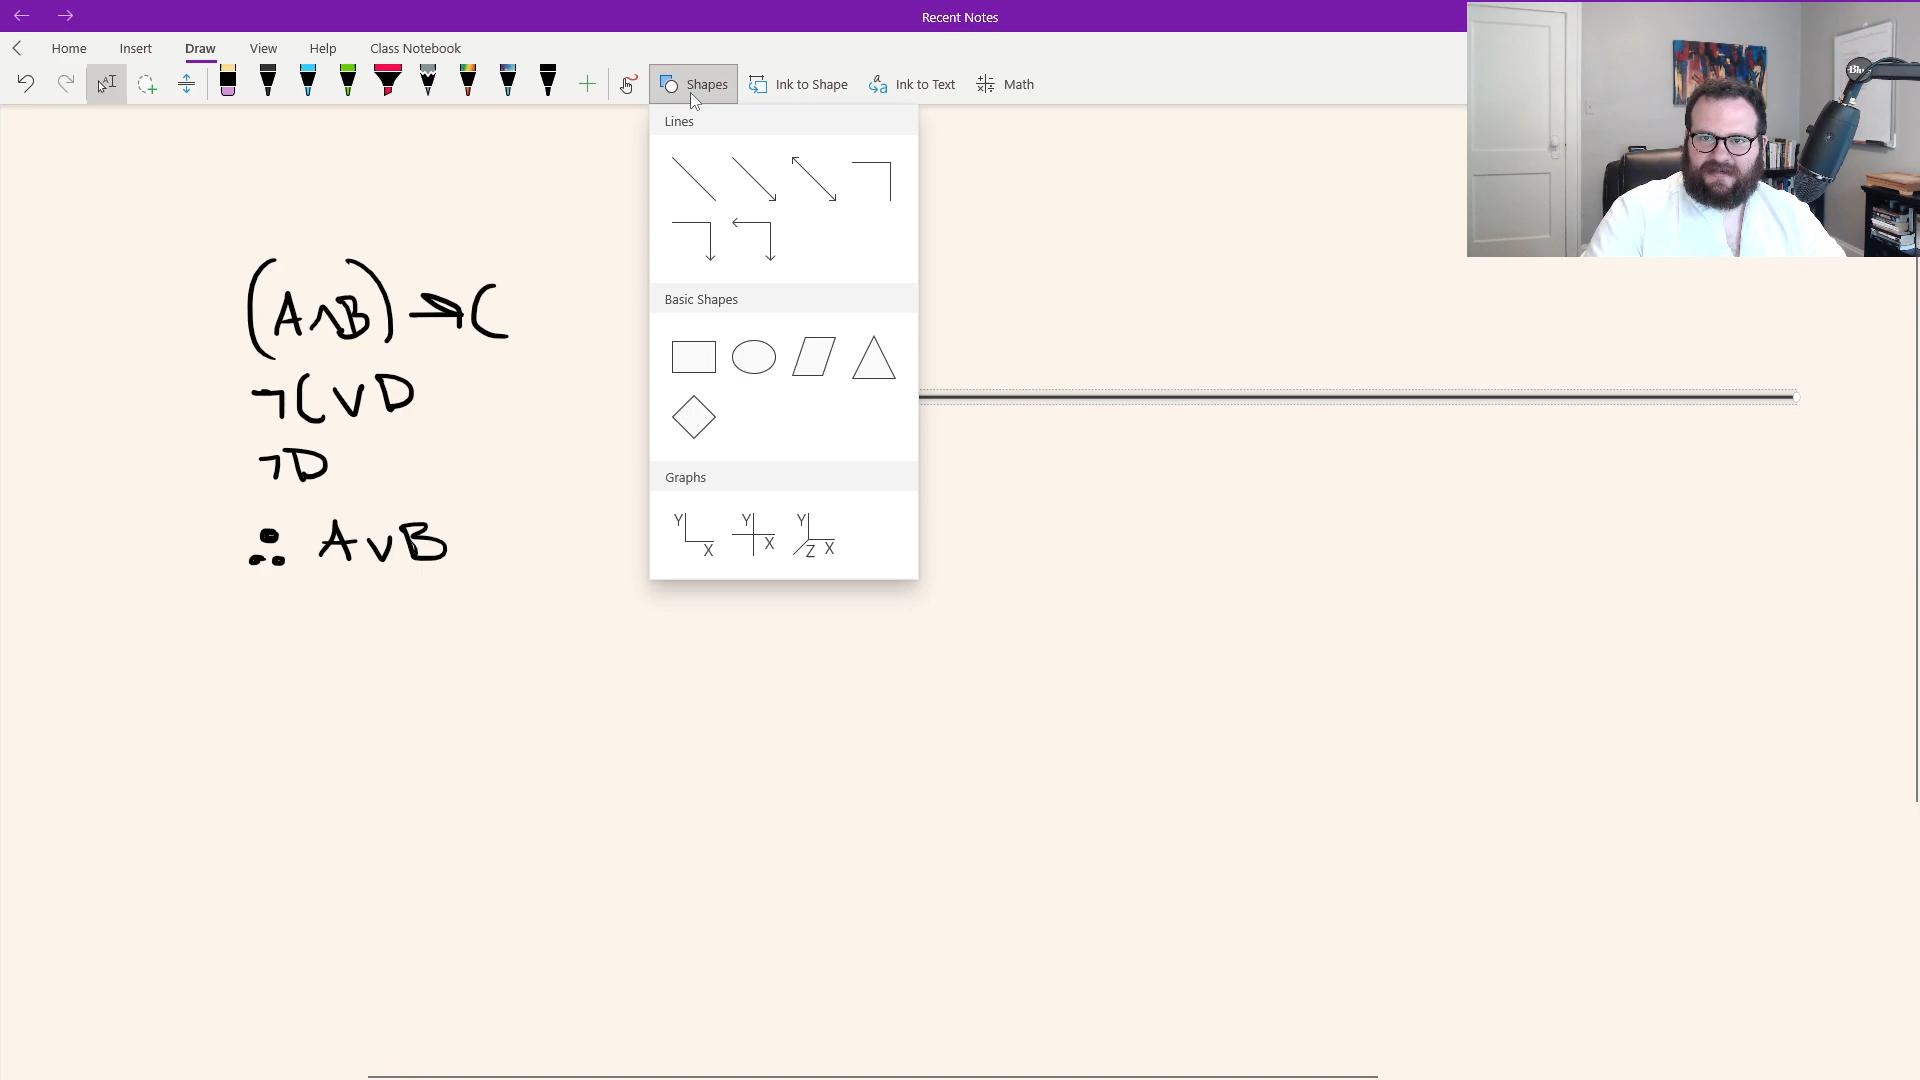 Recent Notes
Home Insert Draw View Help Class Notebook
Shapes Ink to Shape Ink to Text Math
Lines
Basic Shapes
Graphs
Y X Y X Y Z X
(A∧B)→C
¬C∨D
¬D
∴ A∨B
Blue